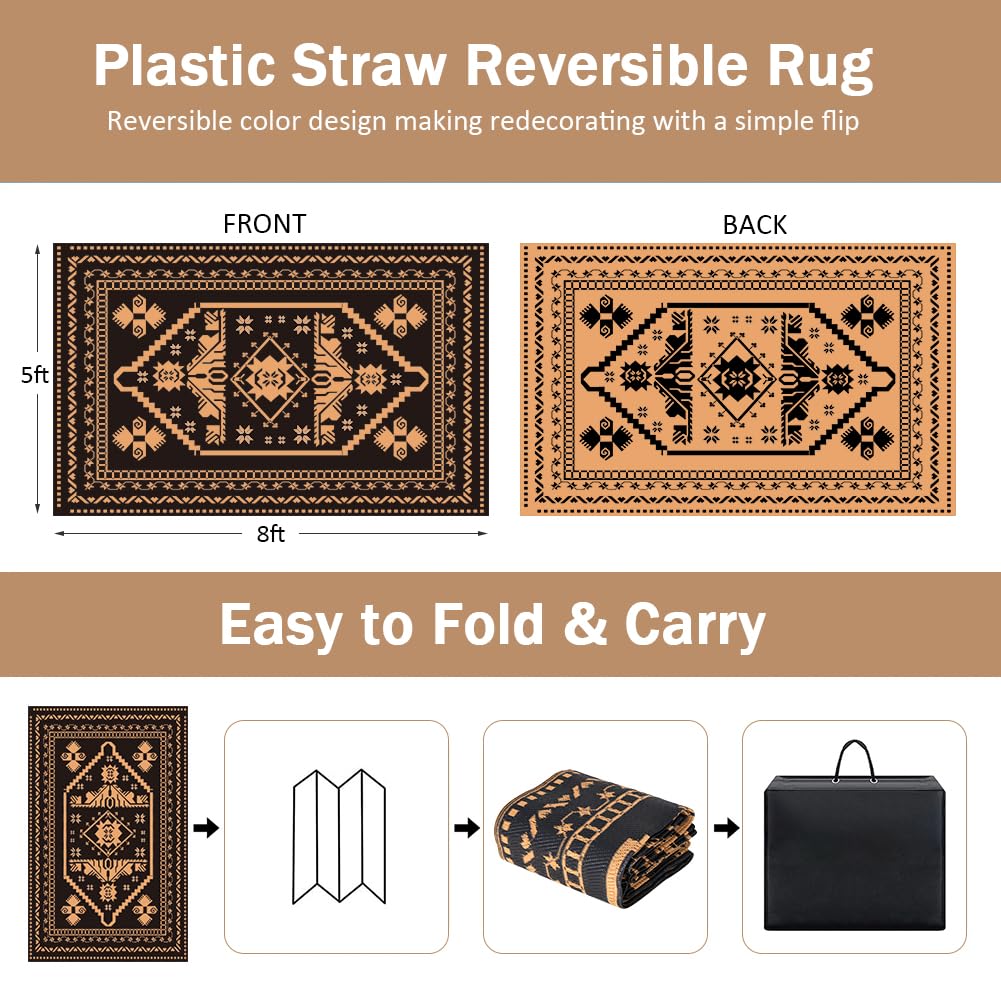 Plastic Straw Reversible Rug
Reversible color design making redecorating with a simple flip
FRONT
BACK
5ft
8ft
Easy to Fold & Carry